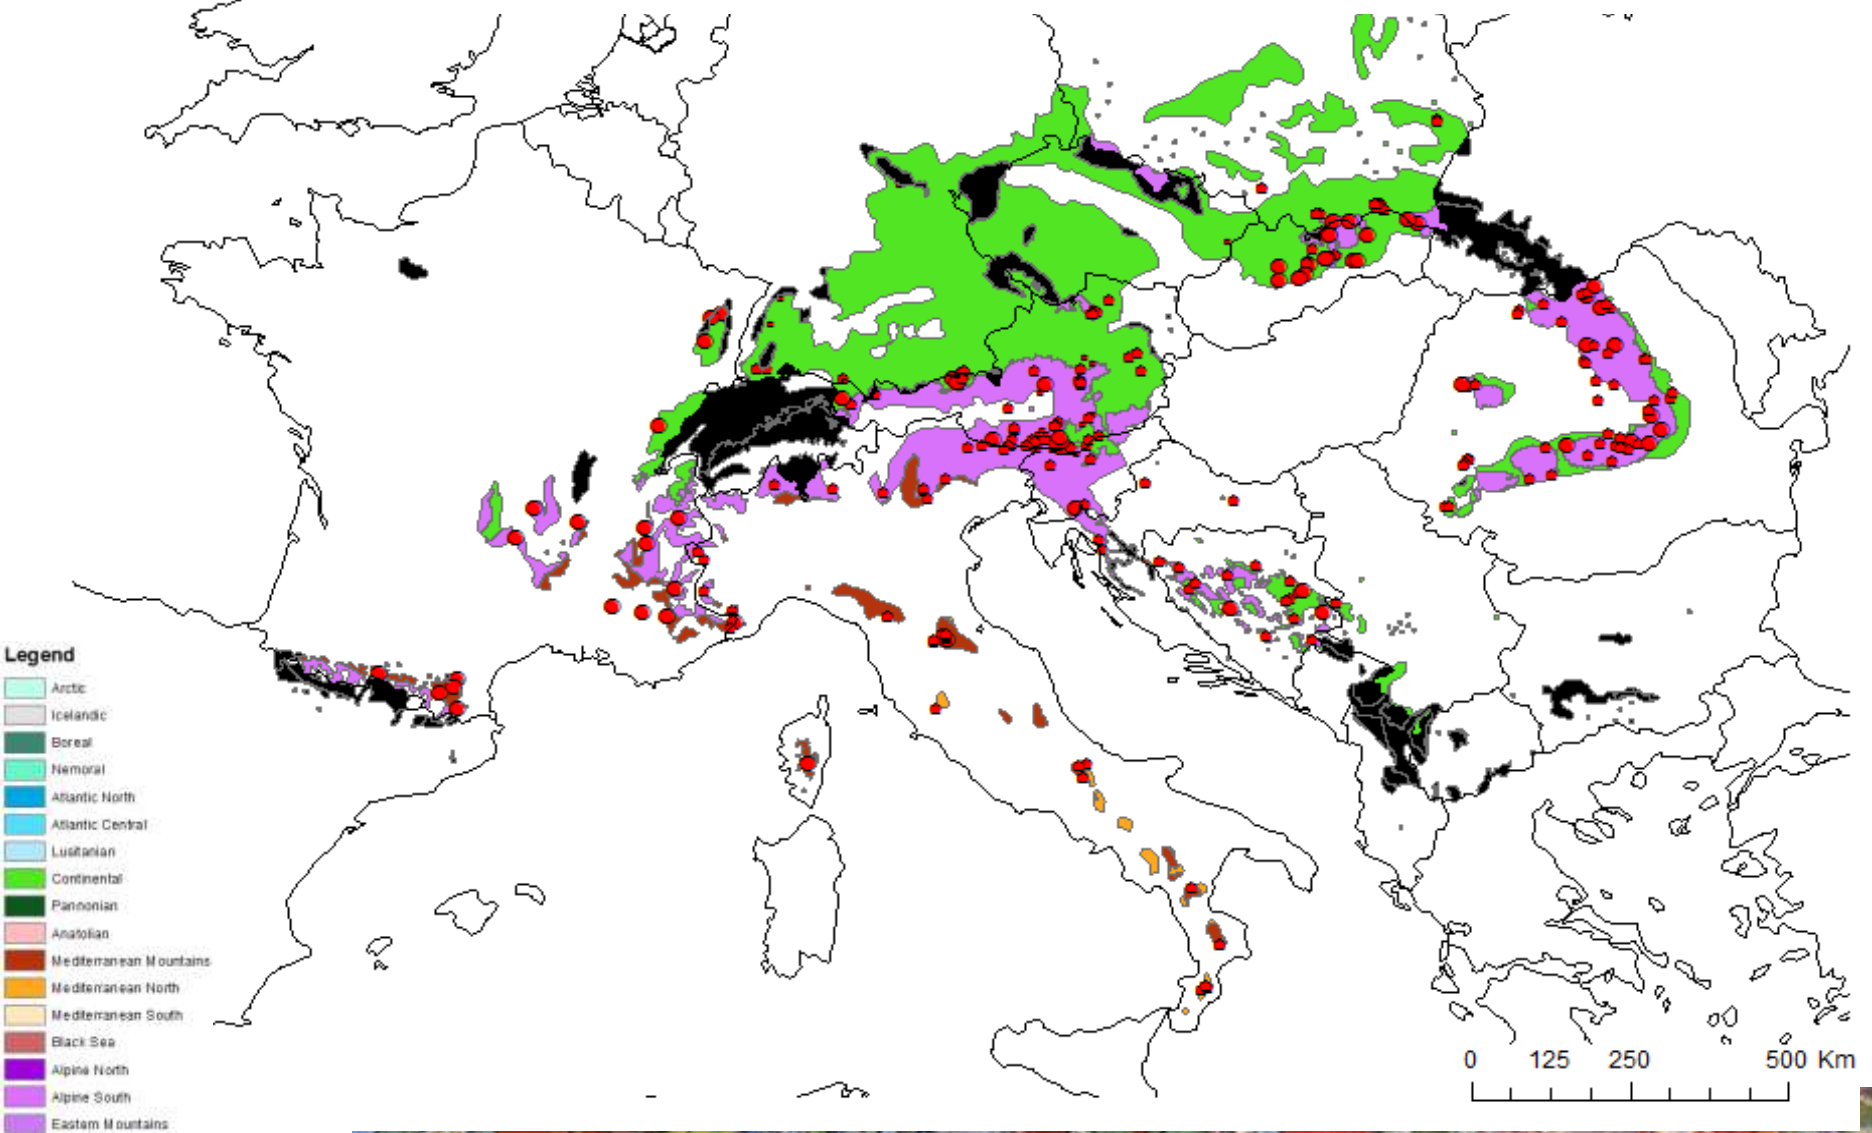 Legend
Arctic
Icelandic
Boreal
Nemoral
Atlantic North
Atlantic Central
Lusitanian
Continental
Pannonian
Anatolian
Mediterranean Mountains
Mediterranean North
Mediterranean South
Black Sea
Alpine North
Alpine South
Eastern Mountains
0 125 250 500 Km